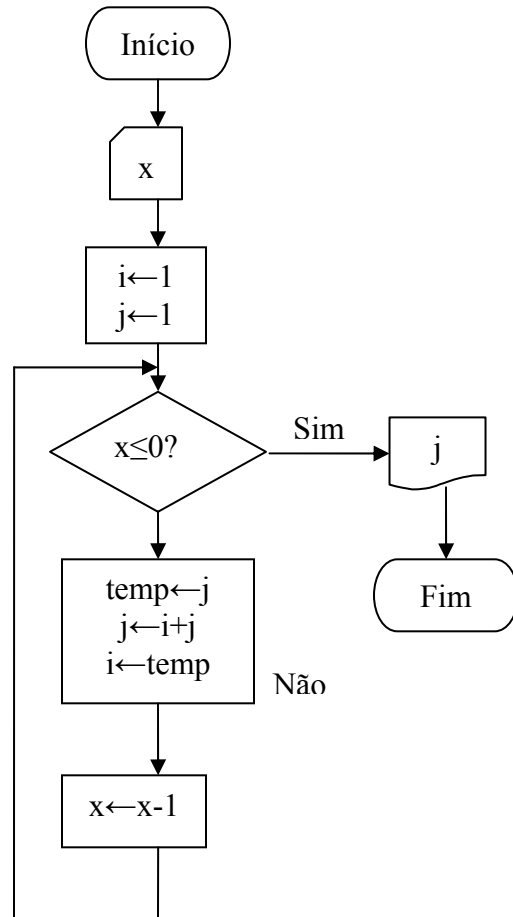 Início
x
i←1
j←1
x≤0?
Sim
j
Fim
temp←j
j←i+j
i←temp
Não
x←x-1